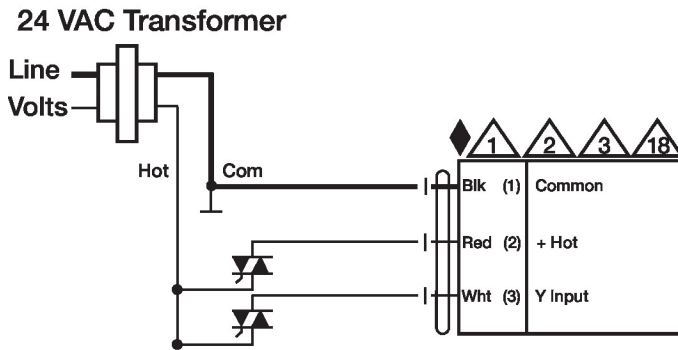 24 VAC Transformer
Line
Volts
Hot
Com
1 2 3 18
Blk (1) Common
Red (2) + Hot
Wht (3) Y Input